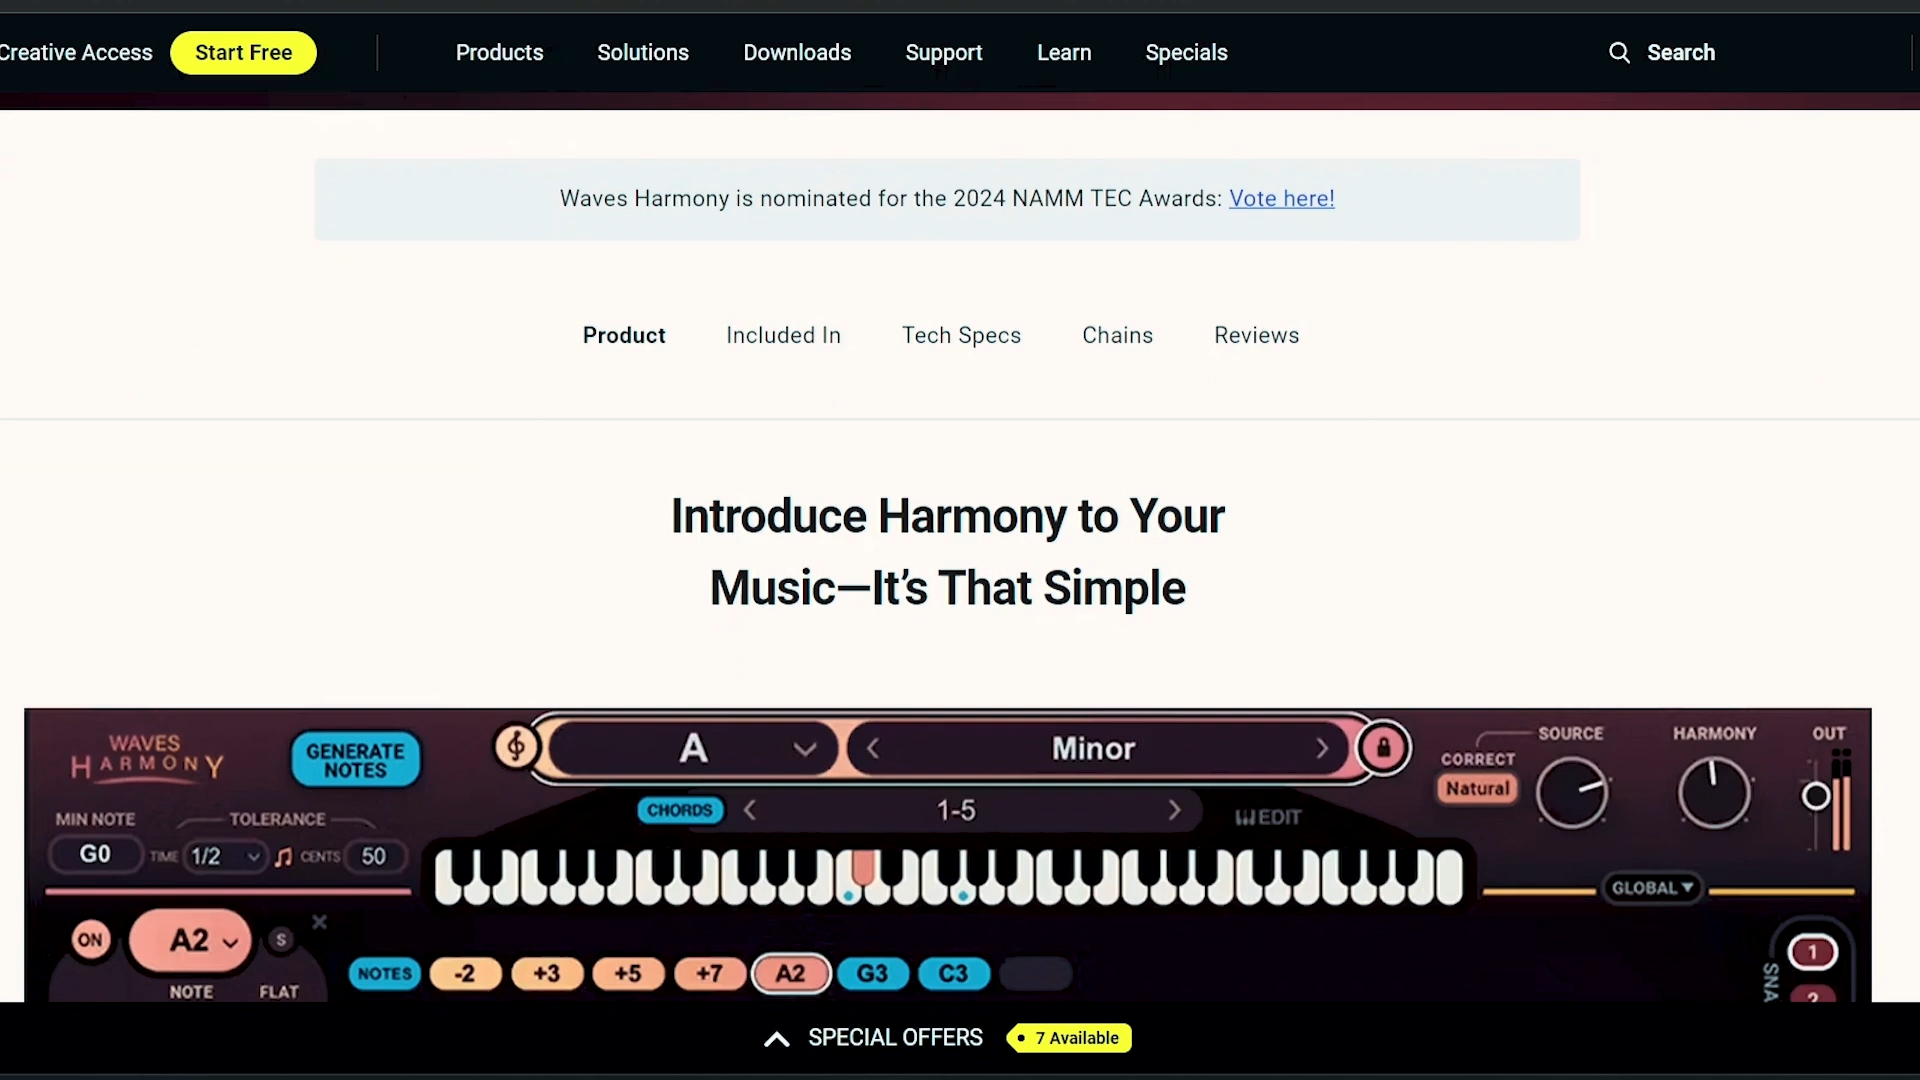 Creative Access
Start Free
Products
Solutions
Downloads
Support
Learn
Specials
Search
Waves Harmony is nominated for the 2024 NAMM TEC Awards: Vote here!
Product
Included In
Tech Specs
Chains
Reviews
Introduce Harmony to Your
Music—It's That Simple
WAVES
HARMONY
GENERATE
NOTES
A
Minor
CORRECT
Natural
SOURCE
HARMONY
OUT
CHORDS
1-5
EDIT
MIN NOTE
G0
TOLERANCE
TIME 1/2
CENTS 50
GLOBAL
ON
A2
S
NOTE
FLAT
NOTES
-2
+3
+5
+7
A2
G3
C3
1
2
SNA
SPECIAL OFFERS
7 Available